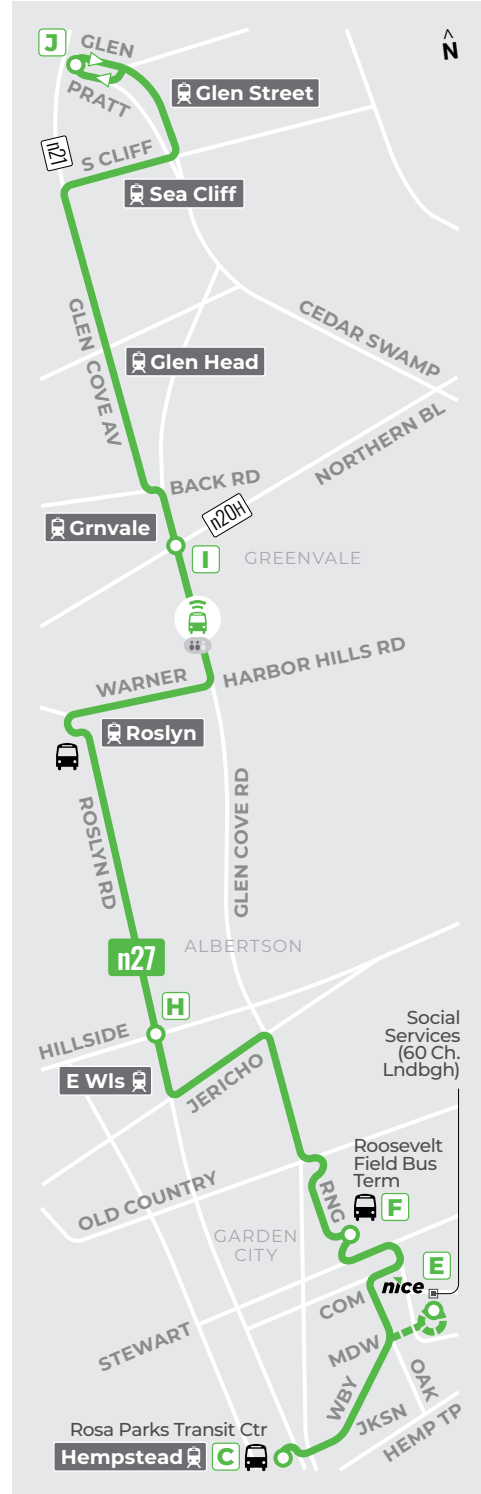 J
GLEN
N
PRATT
Glen Street
n21
S CLIFF
Sea Cliff
GLEN COVE AV
CEDAR SWAMP
Glen Head
NORTHERN BL
BACK RD
n20H
Grnvale
I
GREENVALE
WARNER
HARBOR HILLS RD
Roslyn
ROSLYN RD
GLEN COVE RD
n27
ALBERTSON
H
HILLSIDE
Social
Services
(60 Ch.
Lndbgh)
E Wls
JERICHO
Roosevelt
Field Bus
Term
RNG
F
OLD COUNTRY
GARDEN
CITY
E
nice
COM
STEWART
MDW
OAK
WBY
JKSN
HEMP TP
Rosa Parks Transit Ctr
Hempstead
C